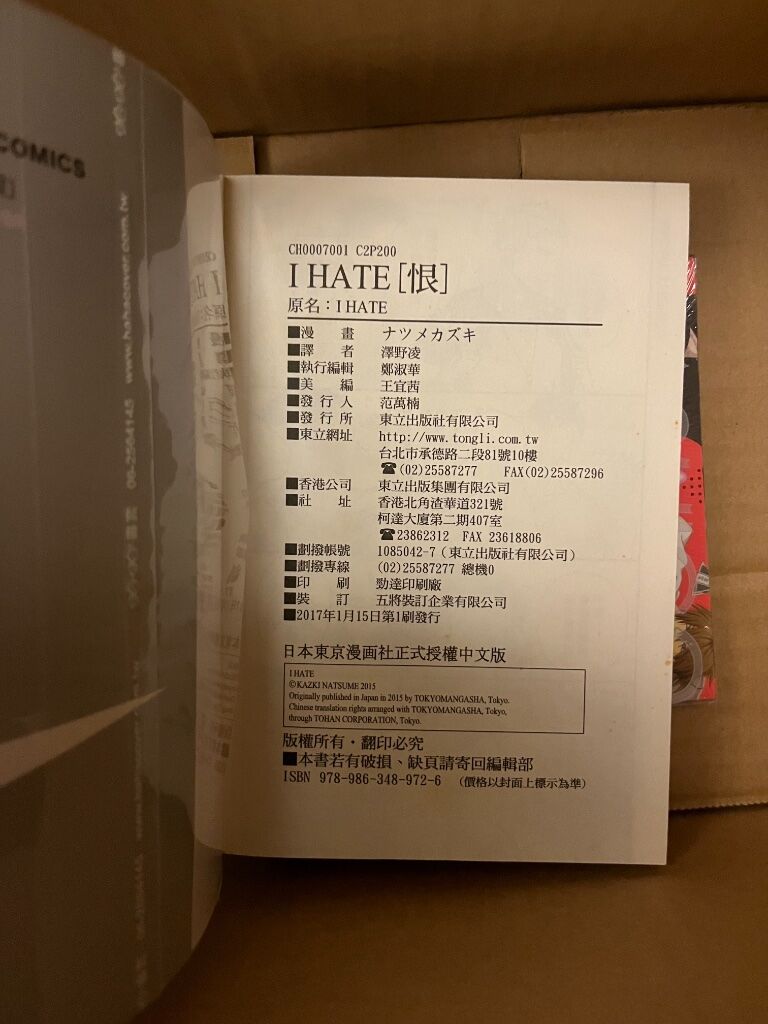 COMICS
www.bahacover.com.tw
CH0007001 C2P200
I HATE[恨]
原名：I HATE
■漫 畫 ナツメカズキ
■譯 者 澤野凌
■執行編輯 鄭淑華
■美 編 王宜茜
■發 行 人 范萬楠
■發 行 所 東立出版社有限公司
■東立網址 http://www.tongli.com.tw
台北市承德路二段81號10樓
☎(02)25587277 FAX(02)25587296
■香港公司 東立出版集團有限公司
■社 址 香港北角渣華道321號
柯達大廈第二期407室
☎23862312 FAX 23618806
■劃撥帳號 1085042-7（東立出版社有限公司）
■劃撥專線 (02)25587277 總機0
■印 刷 勁達印刷廠
■裝 訂 五將裝訂企業有限公司
■2017年1月15日第1刷發行
日本東京漫画社正式授權中文版
I HATE
©KAZKI NATSUME 2015
Originally published in Japan in 2015 by TOKYOMANGASHA, Tokyo.
Chinese translation rights arranged with TOKYOMANGASHA, Tokyo,
through TOHAN CORPORATION, Tokyo.
版權所有・翻印必究
■本書若有破損、缺頁請寄回編輯部
ISBN 978-986-348-972-6 （價格以封面上標示為準）